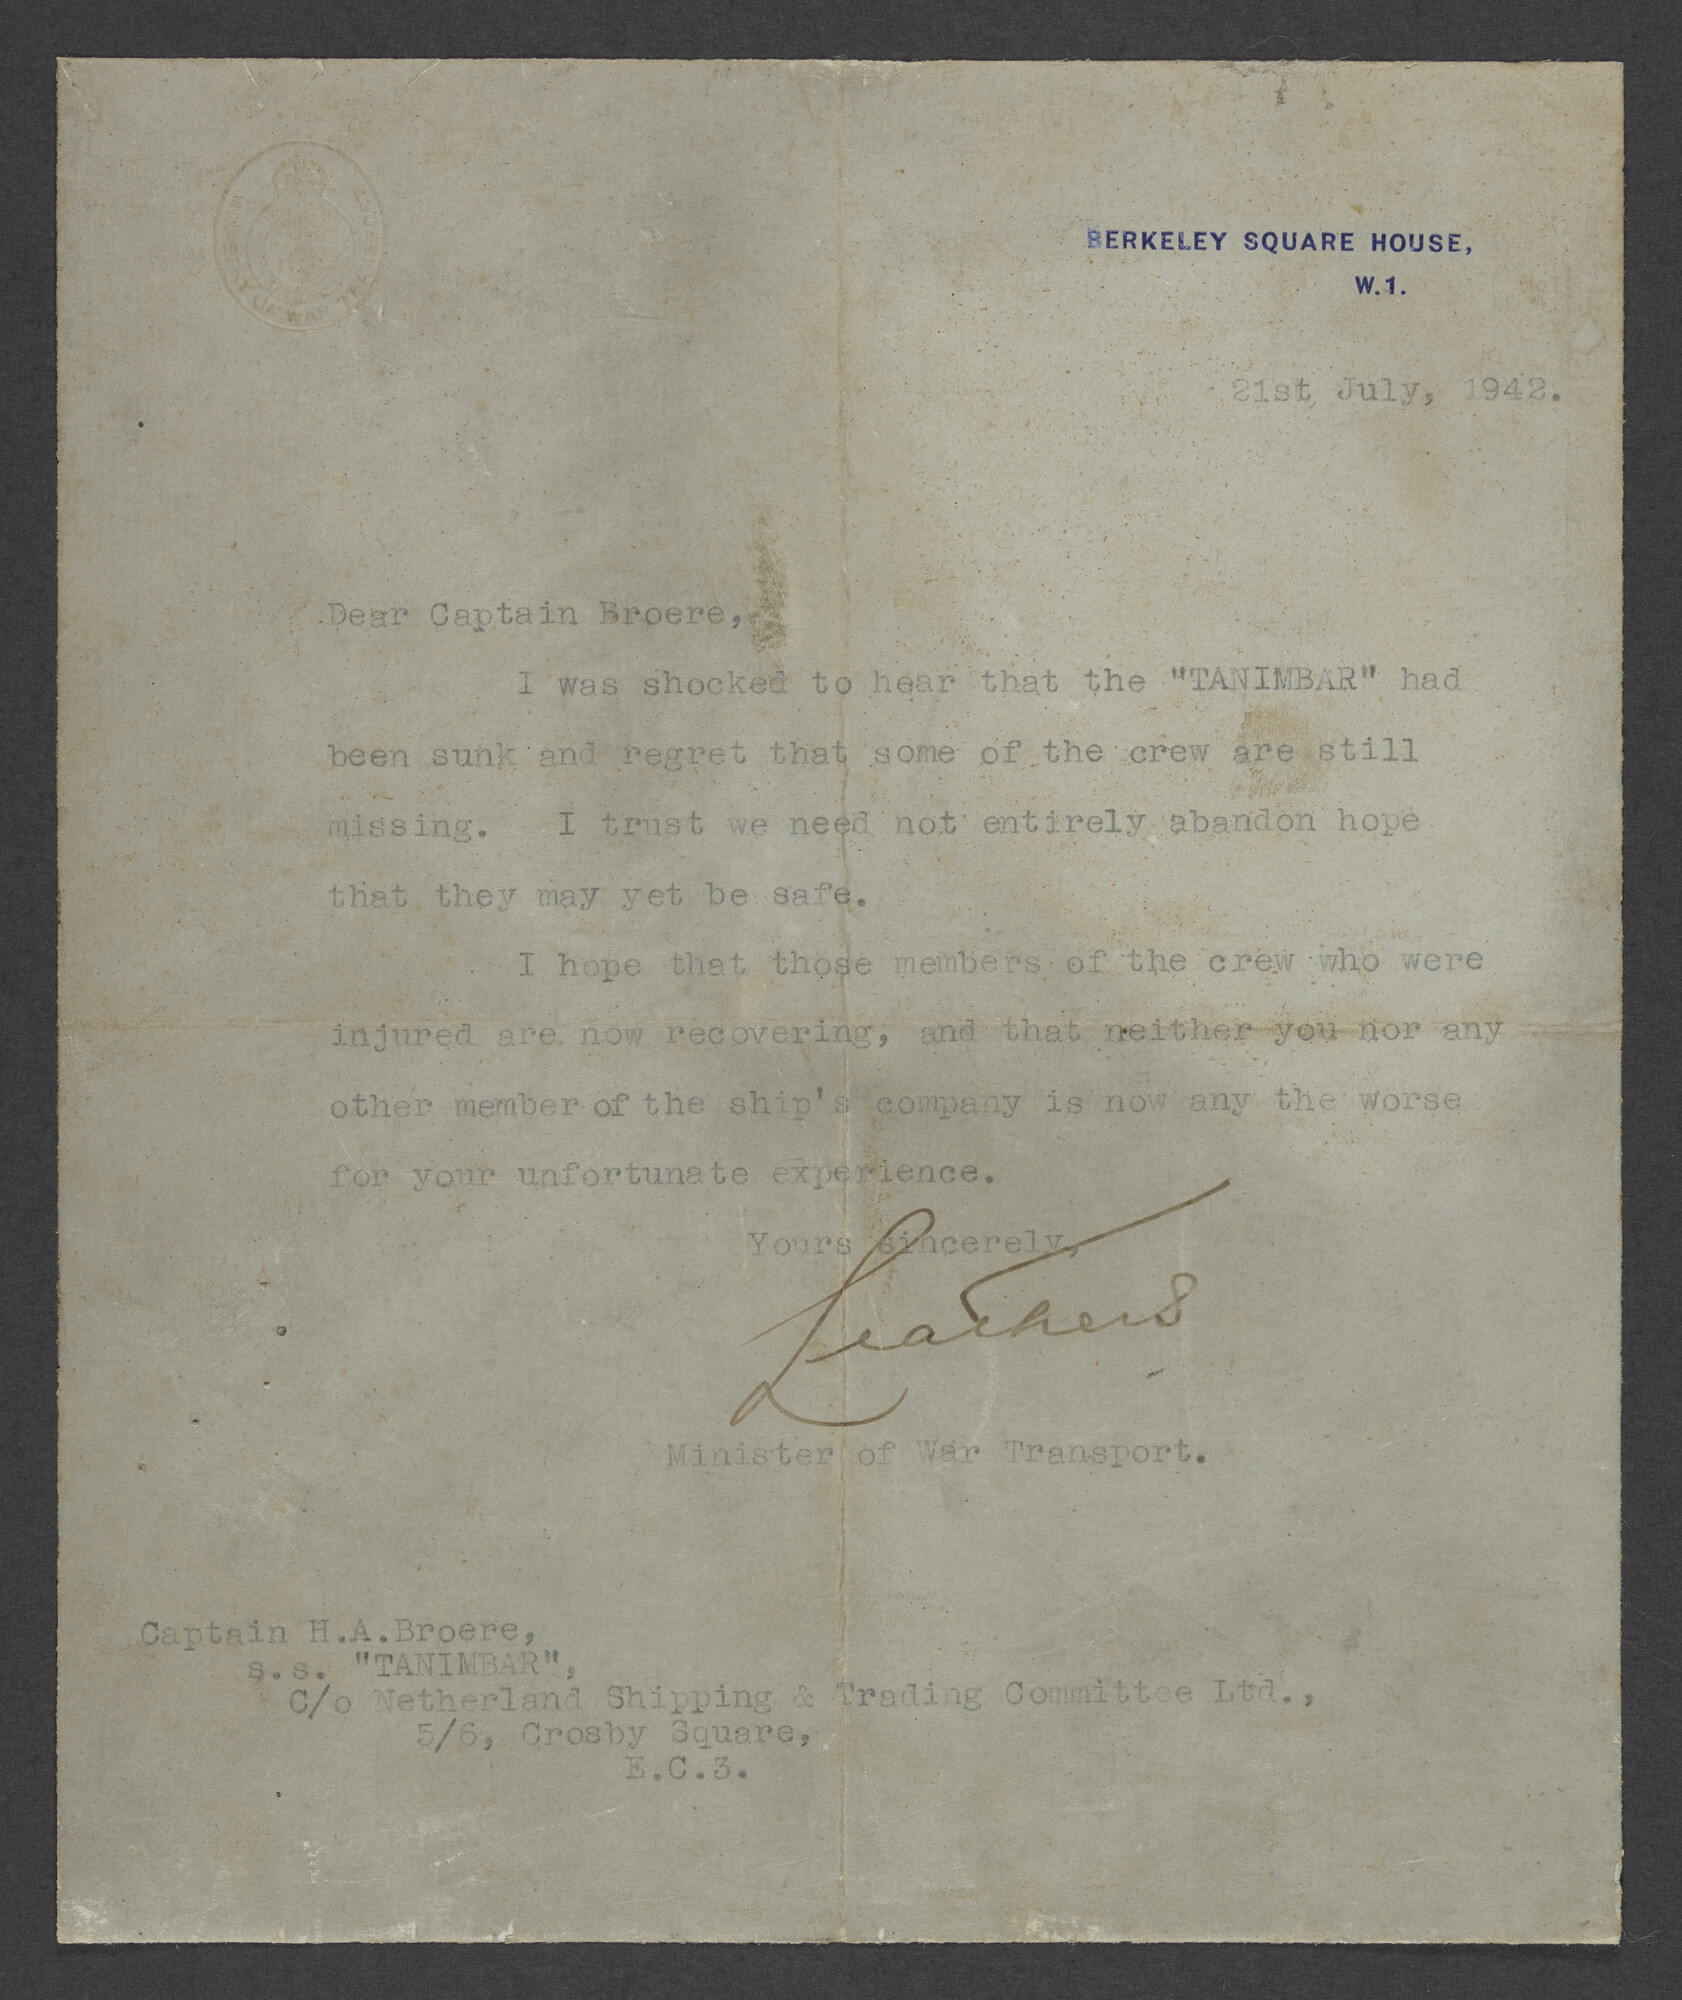 BERKELEY SQUARE HOUSE,
W.1.
21st July, 1942.
Dear Captain Broere,
I was shocked to hear that the "TANIMBAR" had
been sunk and regret that some of the crew are still
missing. I trust we need not entirely abandon hope
that they may yet be safe.
I hope that those members of the crew who were
injured are now recovering, and that neither you nor any
other member of the ship's company is now any the worse
for your unfortunate experience.
Yours sincerely,
Leathers
Minister of War Transport.
Captain H.A.Broere,
s.s. "TANIMBAR",
C/o Netherland Shipping & Trading Committee Ltd.,
5/6, Crosby Square,
E.C.3.